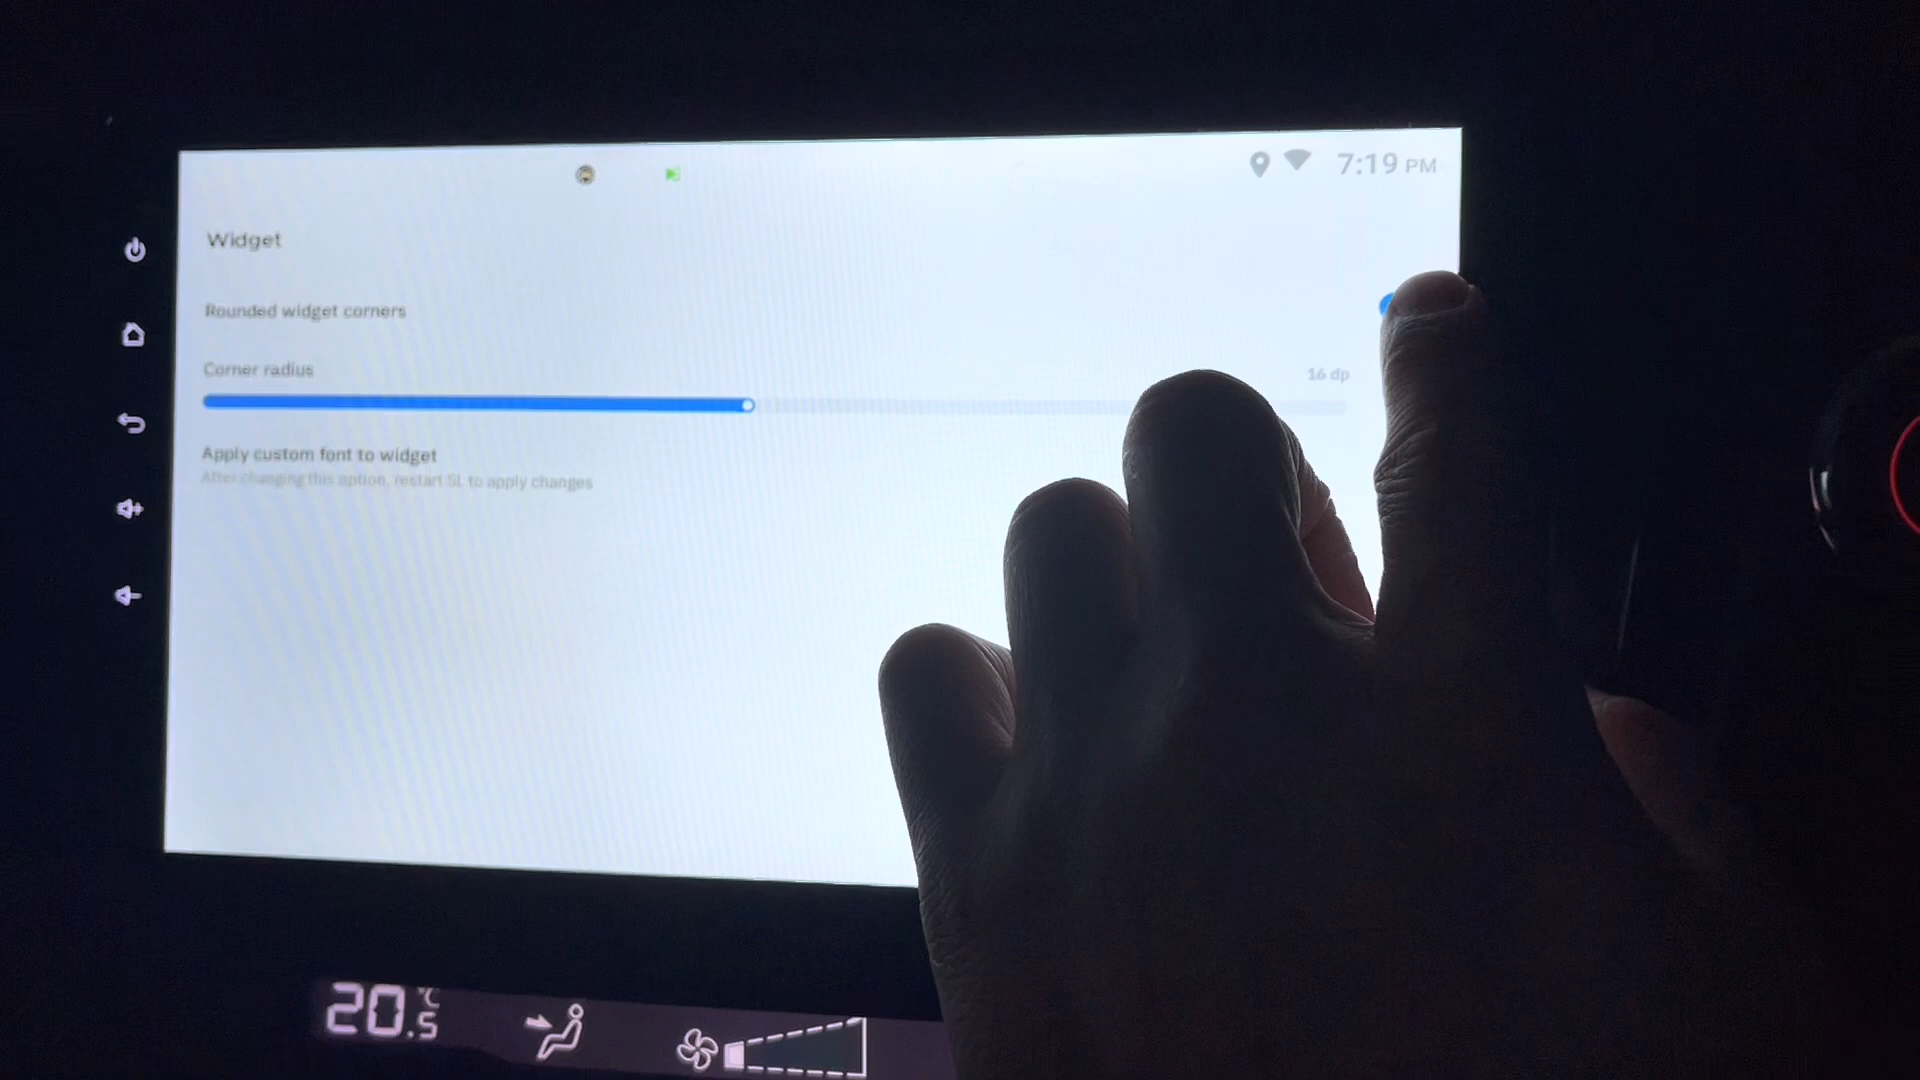 7:19 PM
Widget
Rounded widget corners
Corner radius
16 dp
Apply custom font to widget
After changing this option, restart SL to apply changes
20.5 °C